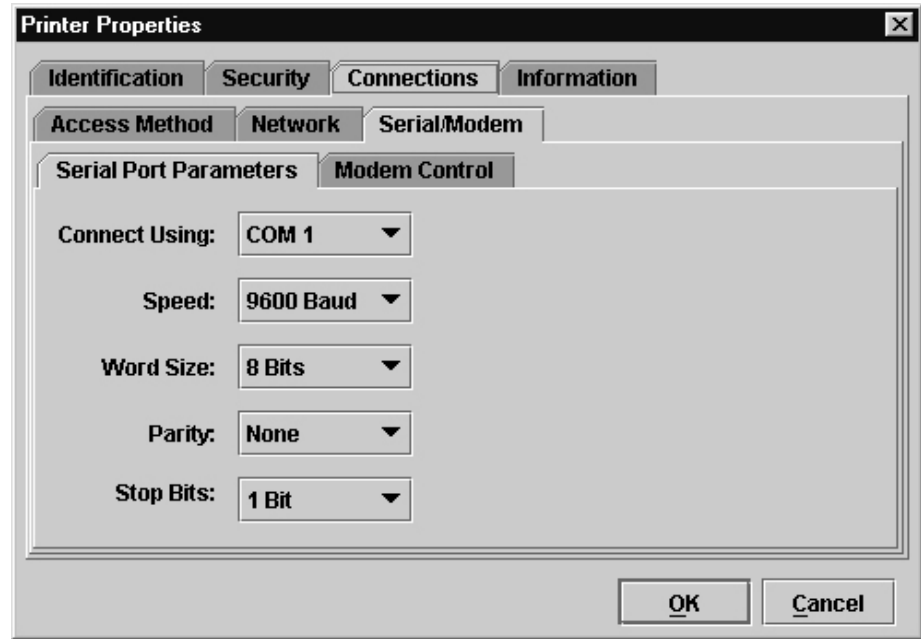 Printer Properties
Identification Security Connections Information
Access Method Network Serial/Modem
Serial Port Parameters Modem Control
Connect Using: COM 1
Speed: 9600 Baud
Word Size: 8 Bits
Parity: None
Stop Bits: 1 Bit
OK Cancel